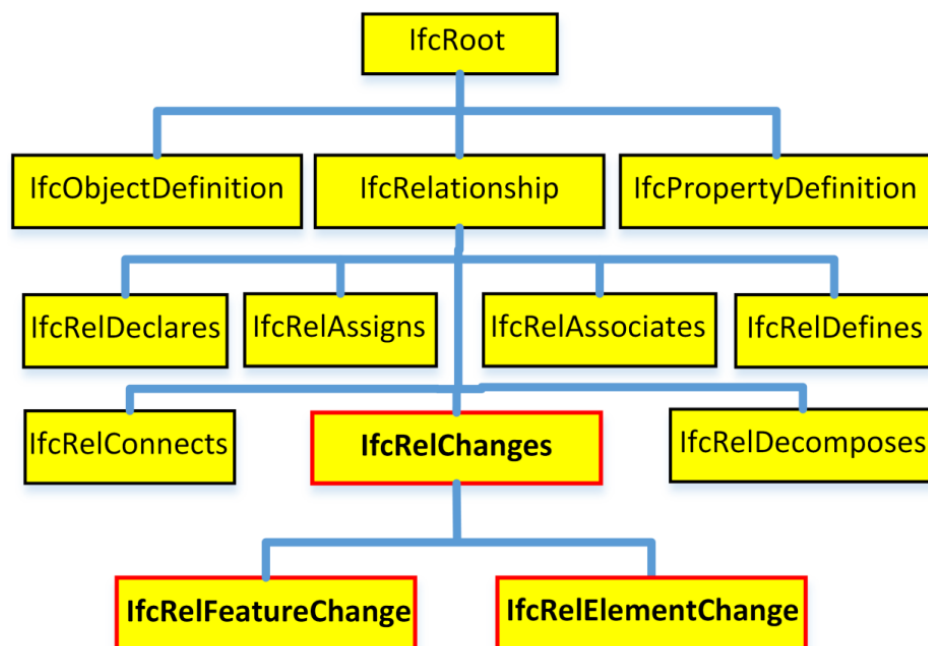 IfcRoot
IfcObjectDefinition
IfcRelationship
IfcPropertyDefinition
IfcRelDeclares
IfcRelAssigns
IfcRelAssociates
IfcRelDefines
IfcRelConnects
IfcRelChanges
IfcRelDecomposes
IfcRelFeatureChange
IfcRelElementChange